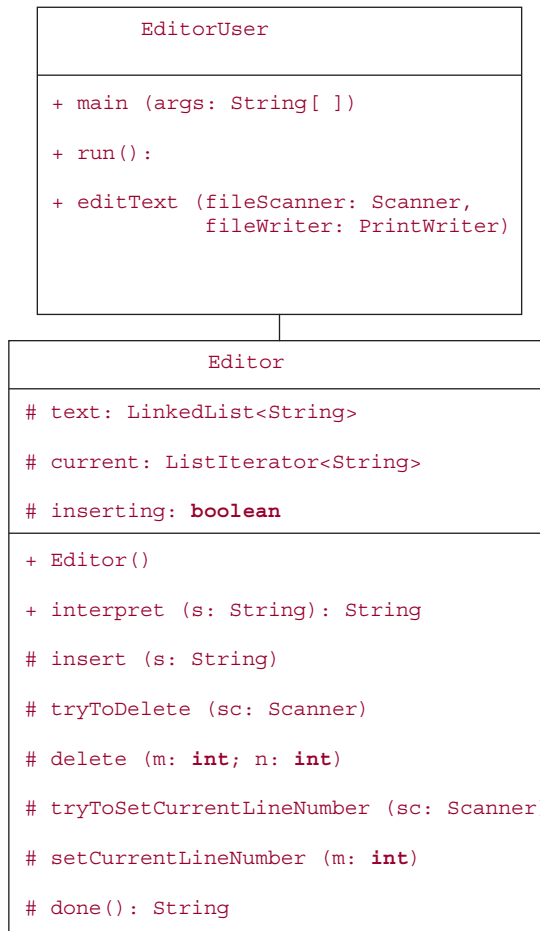 EditorUser
+ main (args: String[ ])
+ run():
+ editText (fileScanner: Scanner,
fileWriter: PrintWriter)
Editor
# text: LinkedList<String>
# current: ListIterator<String>
# inserting: boolean
+ Editor()
+ interpret (s: String): String
# insert (s: String)
# tryToDelete (sc: Scanner)
# delete (m: int; n: int)
# tryToSetCurrentLineNumber (sc: Scanner)
# setCurrentLineNumber (m: int)
# done(): String